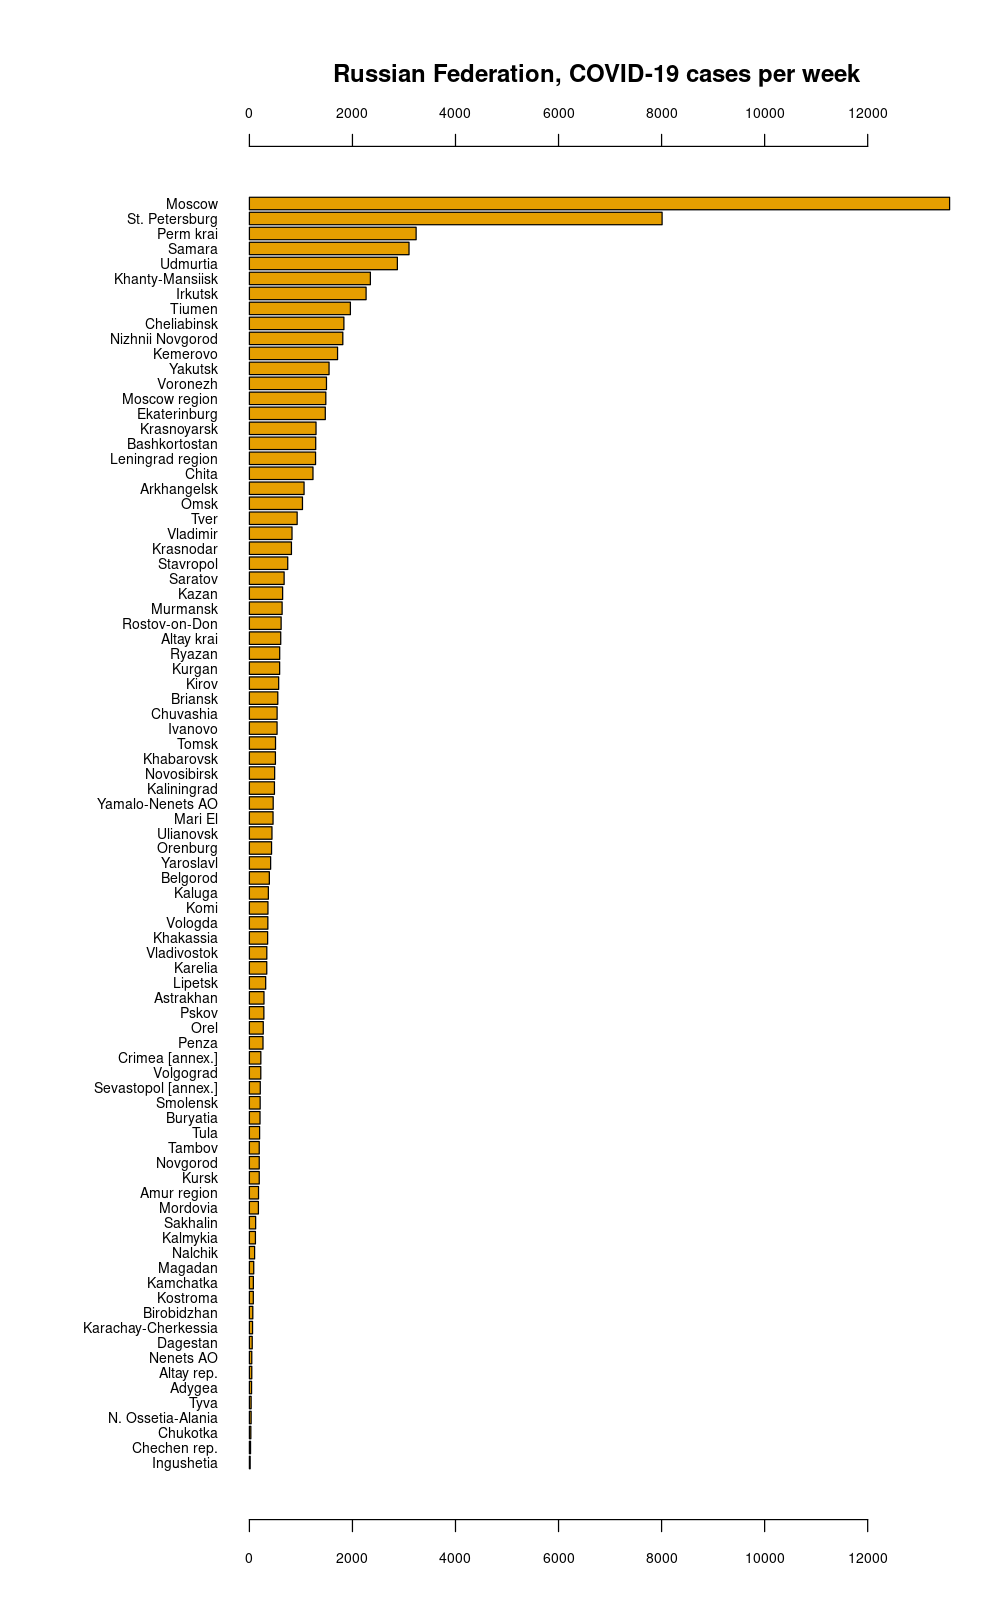 Russian Federation, COVID-19 cases per week
0 2000 4000 6000 8000 10000 12000
Moscow
St. Petersburg
Perm krai
Samara
Udmurtia
Khanty-Mansiisk
Irkutsk
Tiumen
Cheliabinsk
Nizhnii Novgorod
Kemerovo
Yakutsk
Voronezh
Moscow region
Ekaterinburg
Krasnoyarsk
Bashkortostan
Leningrad region
Chita
Arkhangelsk
Omsk
Tver
Vladimir
Krasnodar
Stavropol
Saratov
Kazan
Murmansk
Rostov-on-Don
Altay krai
Ryazan
Kurgan
Kirov
Briansk
Chuvashia
Ivanovo
Tomsk
Khabarovsk
Novosibirsk
Kaliningrad
Yamalo-Nenets AO
Mari El
Ulianovsk
Orenburg
Yaroslavl
Belgorod
Kaluga
Komi
Vologda
Khakassia
Vladivostok
Karelia
Lipetsk
Astrakhan
Pskov
Orel
Penza
Crimea [annex.]
Volgograd
Sevastopol [annex.]
Smolensk
Buryatia
Tula
Tambov
Novgorod
Kursk
Amur region
Mordovia
Sakhalin
Kalmykia
Nalchik
Magadan
Kamchatka
Kostroma
Birobidzhan
Karachay-Cherkessia
Dagestan
Nenets AO
Altay rep.
Adygea
Tyva
N. Ossetia-Alania
Chukotka
Chechen rep.
Ingushetia
0 2000 4000 6000 8000 10000 12000